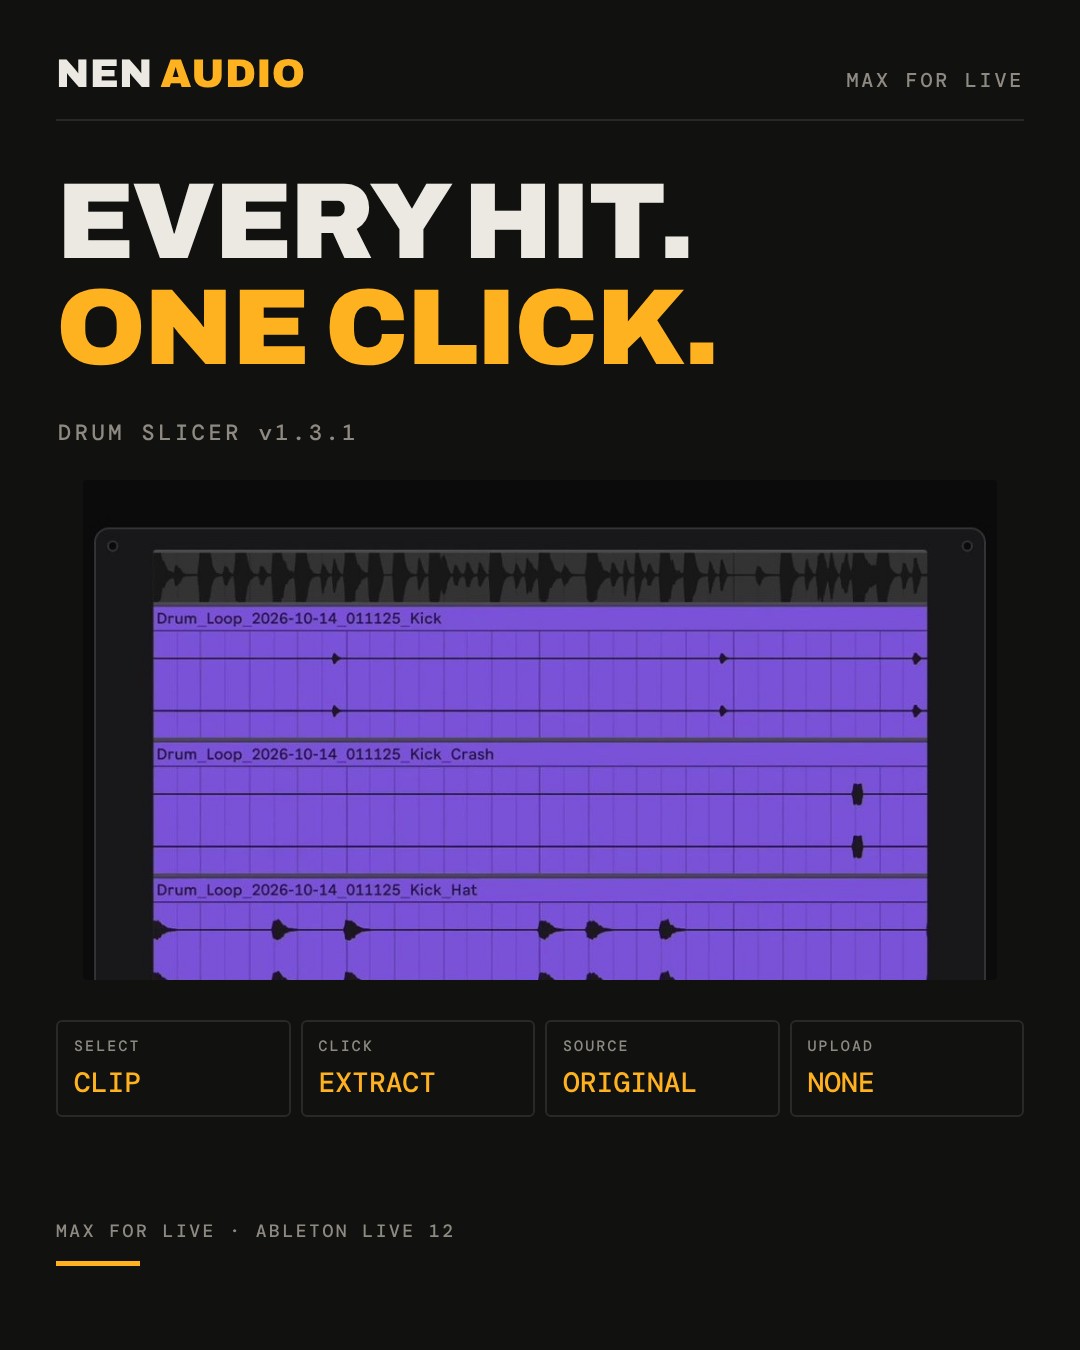 NEN AUDIO
MAX FOR LIVE
EVERY HIT.
ONE CLICK.
DRUM SLICER v1.3.1
Drum_Loop_2026-10-14_011125_Kick
Drum_Loop_2026-10-14_011125_Kick_Crash
Drum_Loop_2026-10-14_011125_Kick_Hat
SELECT
CLIP
CLICK
EXTRACT
SOURCE
ORIGINAL
UPLOAD
NONE
MAX FOR LIVE · ABLETON LIVE 12